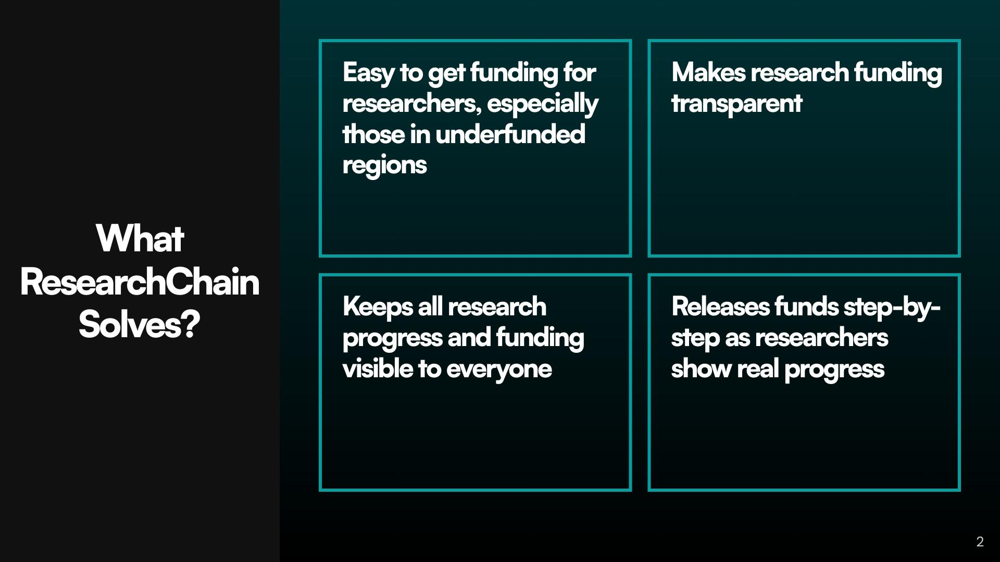 What
ResearchChain
Solves?
Easy to get funding for
researchers, especially
those in underfunded
regions
Makes research funding
transparent
Keeps all research
progress and funding
visible to everyone
Releases funds step-by-
step as researchers
show real progress
2